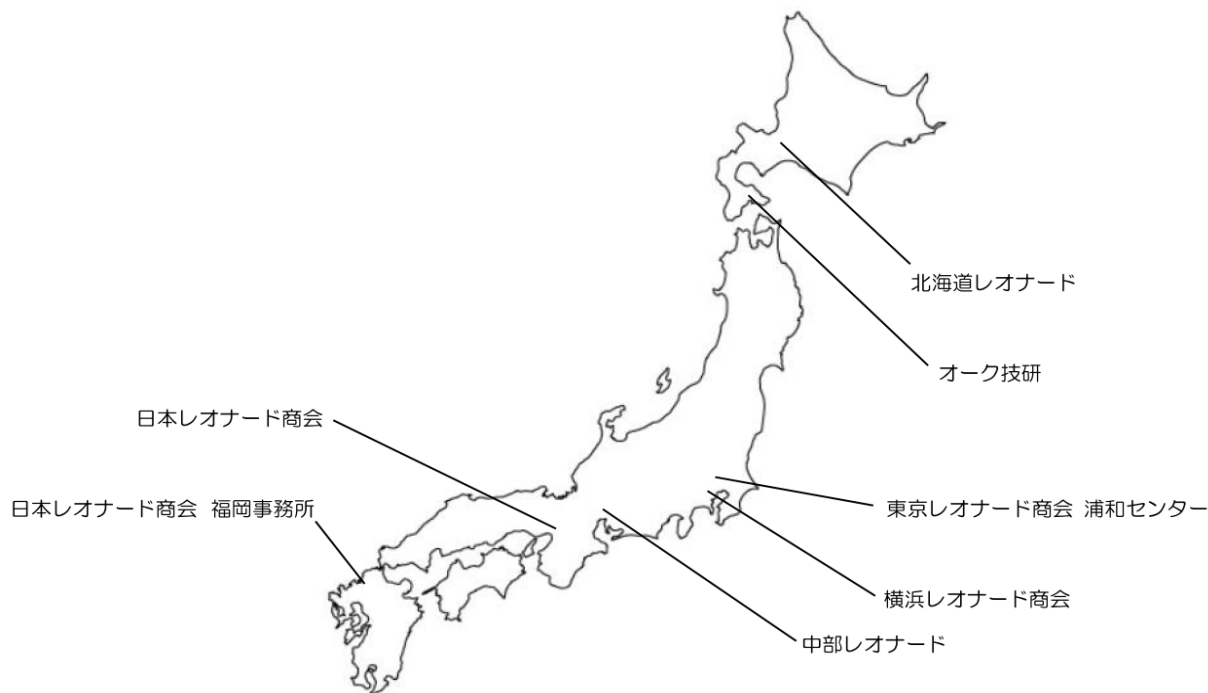 北海道レオナード
オーク技研
日本レオナード商会
日本レオナード商会 福岡事務所
東京レオナード商会 浦和センター
横浜レオナード商会
中部レオナード